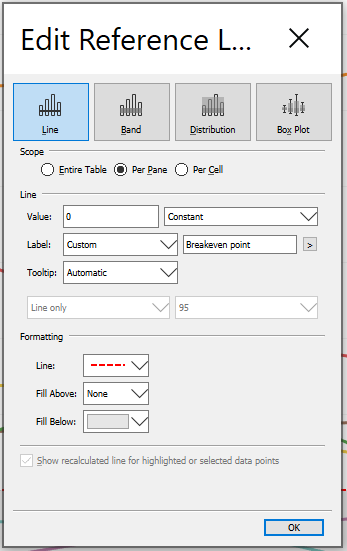 Edit Reference L...
Line Band Distribution Box Plot
Scope
Entire Table Per Pane Per Cell
Line
Value: 0 Constant
Label: Custom Breakeven point >
Tooltip: Automatic
Line only 95
Formatting
Line:
Fill Above: None
Fill Below:
Show recalculated line for highlighted or selected data points
OK